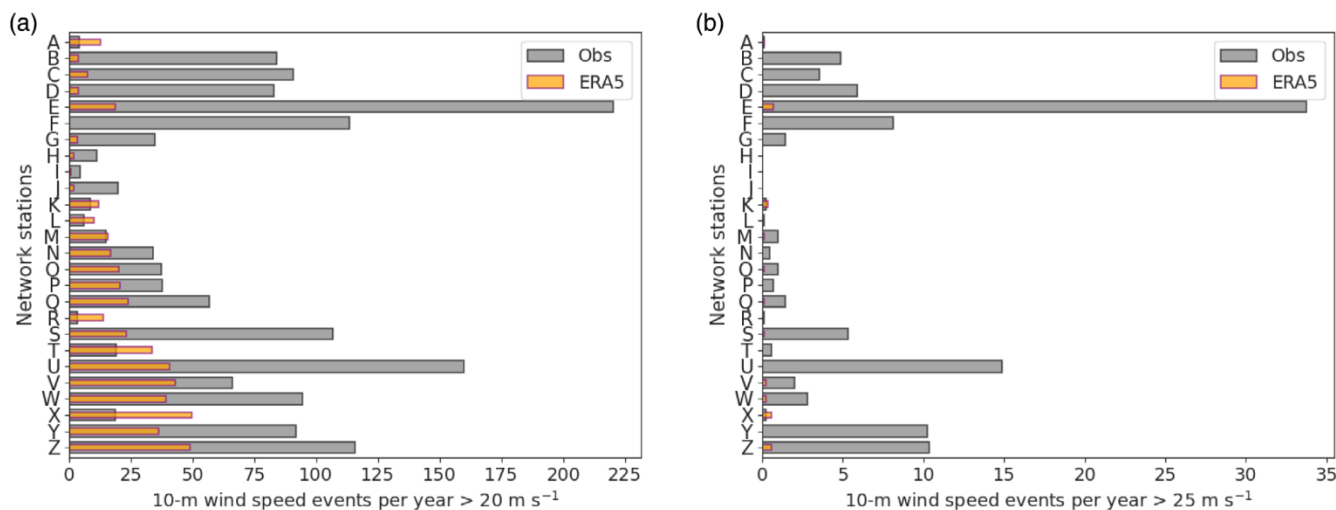 (a)
Network stations
A
B
C
D
E
F
G
H
I
J
K
L
M
N
O
P
Q
R
S
T
U
V
W
X
Y
Z
Obs
ERA5
0 25 50 75 100 125 150 175 200 225
10-m wind speed events per year > 20 m s⁻¹
(b)
Network stations
A
B
C
D
E
F
G
H
I
J
K
L
M
N
O
P
Q
R
S
T
U
V
W
X
Y
Z
Obs
ERA5
0 5 10 15 20 25 30 35
10-m wind speed events per year > 25 m s⁻¹